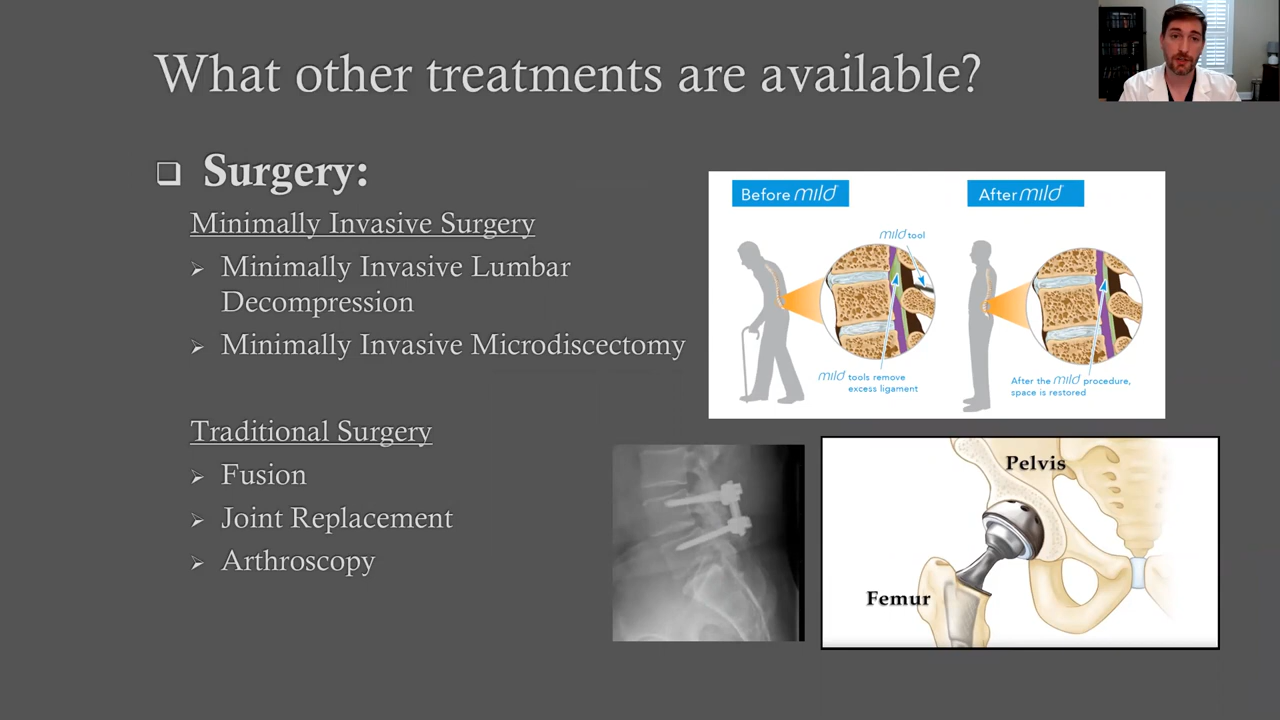 What other treatments are available?
❑ Surgery:
Minimally Invasive Surgery
➢ Minimally Invasive Lumbar
Decompression
➢ Minimally Invasive Microdiscectomy
Traditional Surgery
➢ Fusion
➢ Joint Replacement
➢ Arthroscopy
Before mild
After mild
mild tool
mild tools remove
excess ligament
After the mild procedure,
space is restored
Pelvis
Femur